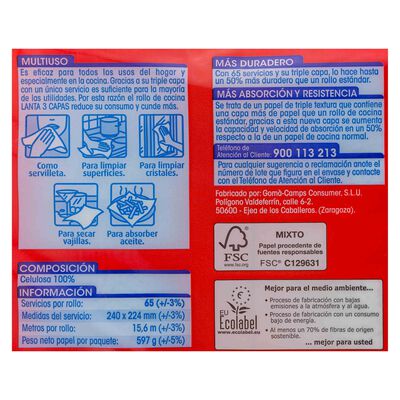 MULTIUSO
Es eficaz para todos los usos del hogar y
especialmente en la cocina. Gracias a su triple capa
con un único servicio es suficiente para la mayoría
de las utilidades. Por esta razón el rollo de cocina
LANTA 3 CAPAS reduce su consumo y cunde más.
Como
servilleta.
Para limpiar
superficies.
Para limpiar
cristales.
Para secar
vajillas.
Para absorber
aceite.
COMPOSICIÓN
Celulosa 100%
INFORMACIÓN
Servicios por rollo: 65 (+/-3%)
Medidas del servicio: 240 x 224 mm (+/-3%)
Metros por rollo: 15,6 m (+/-3%)
Peso neto papel (por paquete): 597 g (+/-5%)
MÁS DURADERO
Con 65 servicios y su triple capa, lo hace hasta
un 50% más duradero que un rollo estándar.
MÁS ABSORCIÓN Y RESISTENCIA
Se trata de un papel de triple textura que contiene
una capa más de papel que un rollo de cocina
estándar, gracias a esta nueva capa se aumenta
la capacidad y velocidad de absorción en un 50%
respecto a la de un papel de cocina normal.
Teléfono de
Atención al Cliente: 900 113 213
Para cualquier sugerencia o reclamación anote el
número de lote que figura en el envase y contacte
con el Teléfono de Atención al Cliente.
Fabricado por: Gomà-Camps Consumer, S.L.U.
Polígono Valdeferrín, calle 6-2.
50600 - Ejea de los Caballeros. (Zaragoza).
FSC
www.fsc.org
MIXTO
Papel procedente de
fuentes responsables
FSC® C129631
EU
Ecolabel
www.ecolabel.eu
Mejor para el medio ambiente...
• Proceso de fabricación con bajas
emisiones a la atmósfera y al agua.
• Proceso de fabricación con un consumo
bajo de energía.
• Al menos un 70% de fibras de origen
sostenible.
... mejor para usted